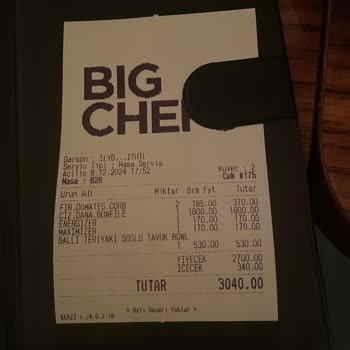 BIG
CHEF
Garson : ILYD...ITHIL
Servis Tipi : Masa Servis
Açılış 8.12.2024 17:52
Kuver : 2
Masa : 626
Cek #175
Urun Adi Miktar Brm Fyt Tutar
FIR.DOMATES.CORB 2 185.00 370.00
CIZ.DANA.BONFILE 1 1800.00 1800.00
ENERGIZER 1 170.00 170.00
MAXIMIZER 1 170.00 170.00
BALLI TERIYAKI SOSLU TAVUK BOWL
1 530.00 530.00
YIYECEK 2700.00
ICECEK 340.00
TUTAR 3040.00
* Mali Degeri Yoktur *